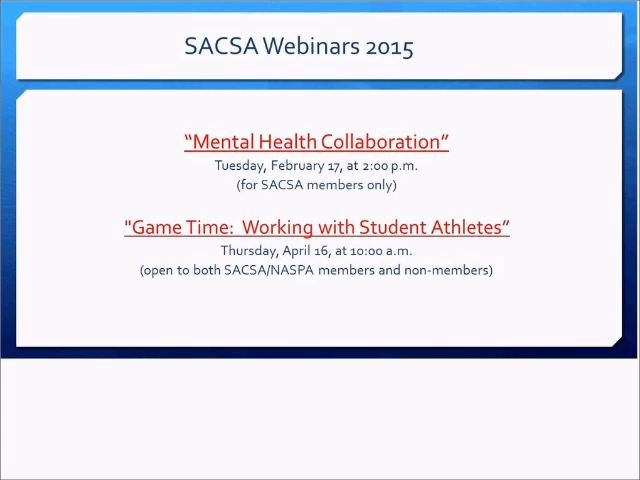 SACSA Webinars 2015
“Mental Health Collaboration”
Tuesday, February 17, at 2:00 p.m.
(for SACSA members only)
"Game Time:  Working with Student Athletes”
Thursday, April 16, at 10:00 a.m.
(open to both SACSA/NASPA members and non-members)